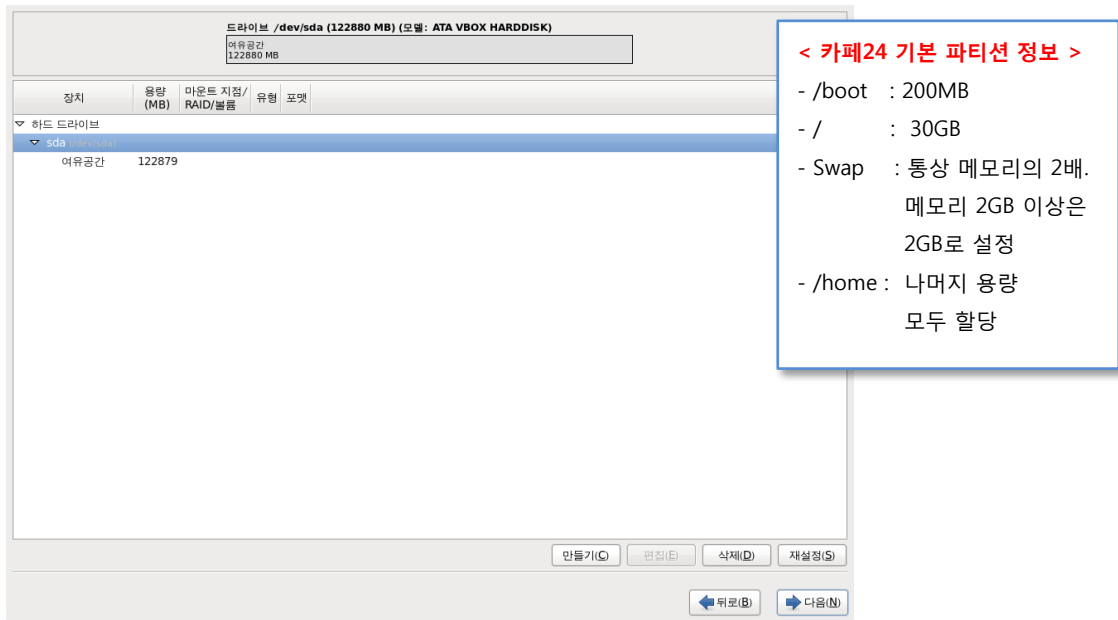 드라이브 /dev/sda (122880 MB) (모델: ATA VBOX HARDDISK)
여유공간
122880 MB
장치
용량
(MB)
마운트 지점/
RAID/볼륨
유형
포맷
하드 드라이브
sda (/dev/sda)
여유공간 122879
만들기(C) 편집(E) 삭제(D) 재설정(S)
뒤로(B) 다음(N)
< 카페24 기본 파티션 정보 >
- /boot : 200MB
- / : 30GB
- Swap : 통상 메모리의 2배.
메모리 2GB 이상은
2GB로 설정
- /home : 나머지 용량
모두 할당